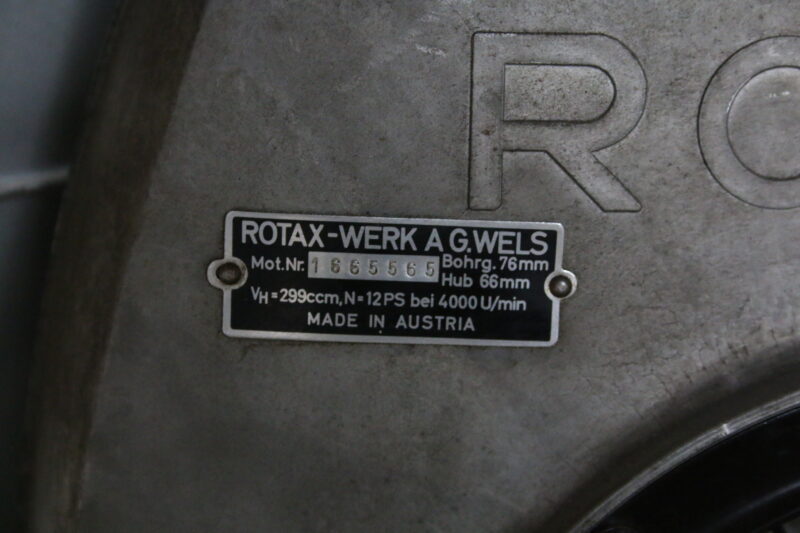 RO
ROTAX-WERK A G.WELS
Mot.Nr. 1665565 Bohrg. 76mm
Hub 66mm
VH=299ccm, N=12PS bei 4000 U/min
MADE IN AUSTRIA